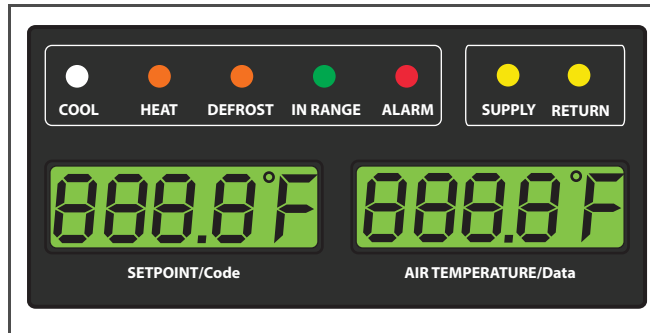 COOL HEAT DEFROST IN RANGE ALARM SUPPLY RETURN
888.8°F 888.8°F
SETPOINT/Code AIR TEMPERATURE/Data